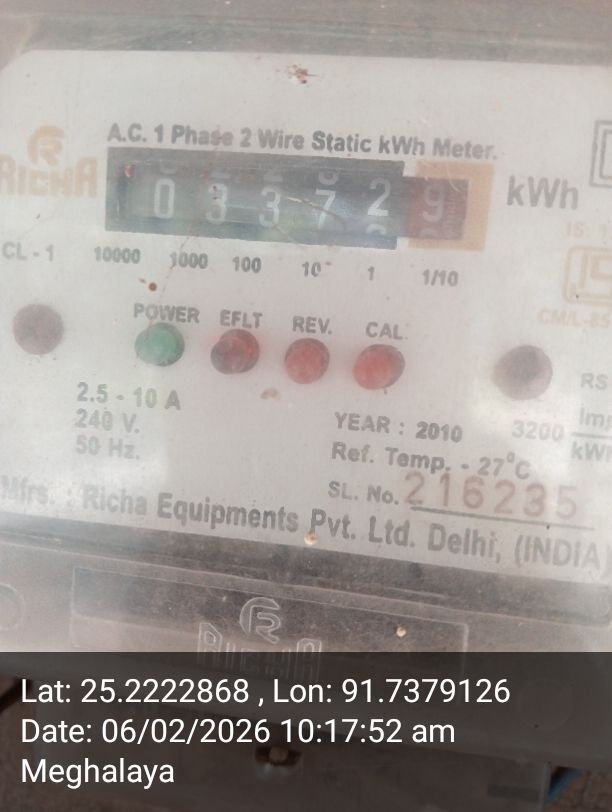 A.C. 1 Phase 2 Wire Static kWh Meter.
RICHA
0 3 3 7 2 9
kWh
CL - 1 10000 1000 100 10 1 1/10
POWER EFLT REV. CAL.
2.5 - 10 A
240 V.
50 Hz.
YEAR : 2010
Ref. Temp. - 27°C
SL. No. 216235
RS
3200
Mfrs. : Richa Equipments Pvt. Ltd. Delhi, (INDIA)
RICHA
Lat: 25.2222868 , Lon: 91.7379126
Date: 06/02/2026 10:17:52 am
Meghalaya